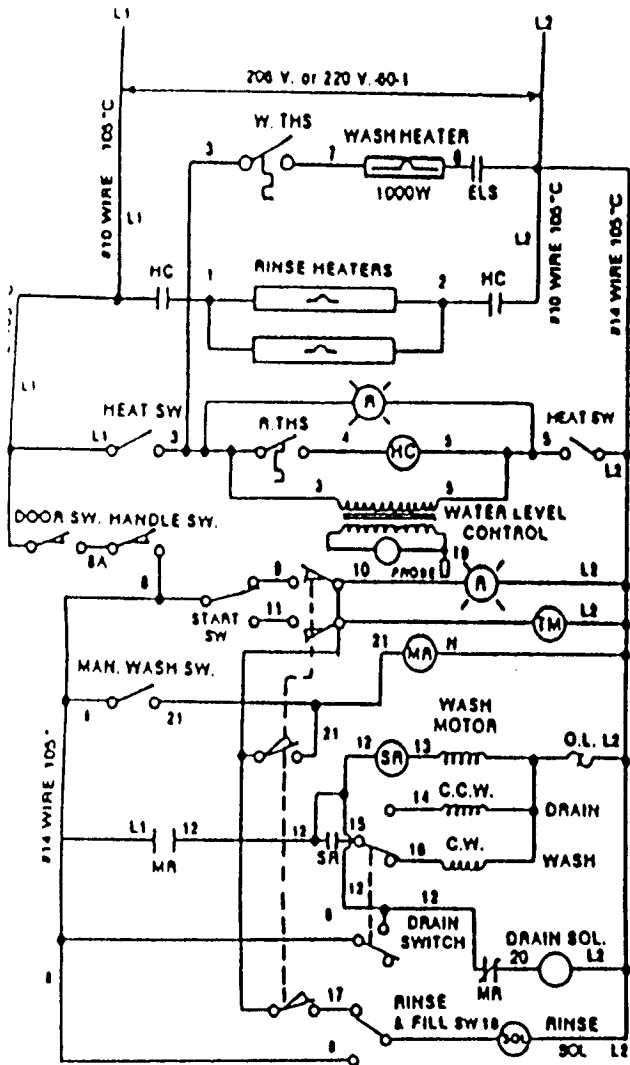 L1
L2
208 V. or 220 V.-60-1
W. THS
WASH HEATER
3
7
6
1000W
ELS
#10 WIRE 105°C
L1
L2
#10 WIRE 105°C
#14 WIRE 105°C
HC
1
RINSE HEATERS
2
HC
L1
R
HEAT SW
R.THS
HEAT SW
L1
3
4
HC
5
5
L2
3
5
WATER LEVEL
CONTROL
DOOR SW. HANDLE SW.
8A
8
9
10
PROBE
19
R
L2
START
SW
11
TM
L2
MAN. WASH SW.
21
MR
H
8
21
WASH
MOTOR
21
12
SR
13
O.L. L2
C.C.W.
14
DRAIN
#14 WIRE 105°
L1
12
12
15
C.W.
MR
SR
16
WASH
12
12
8
DRAIN
SWITCH
DRAIN SOL.
20
L2
MR
8
17
RINSE
& FILL SW 18
SOL
RINSE
SOL
L2
8